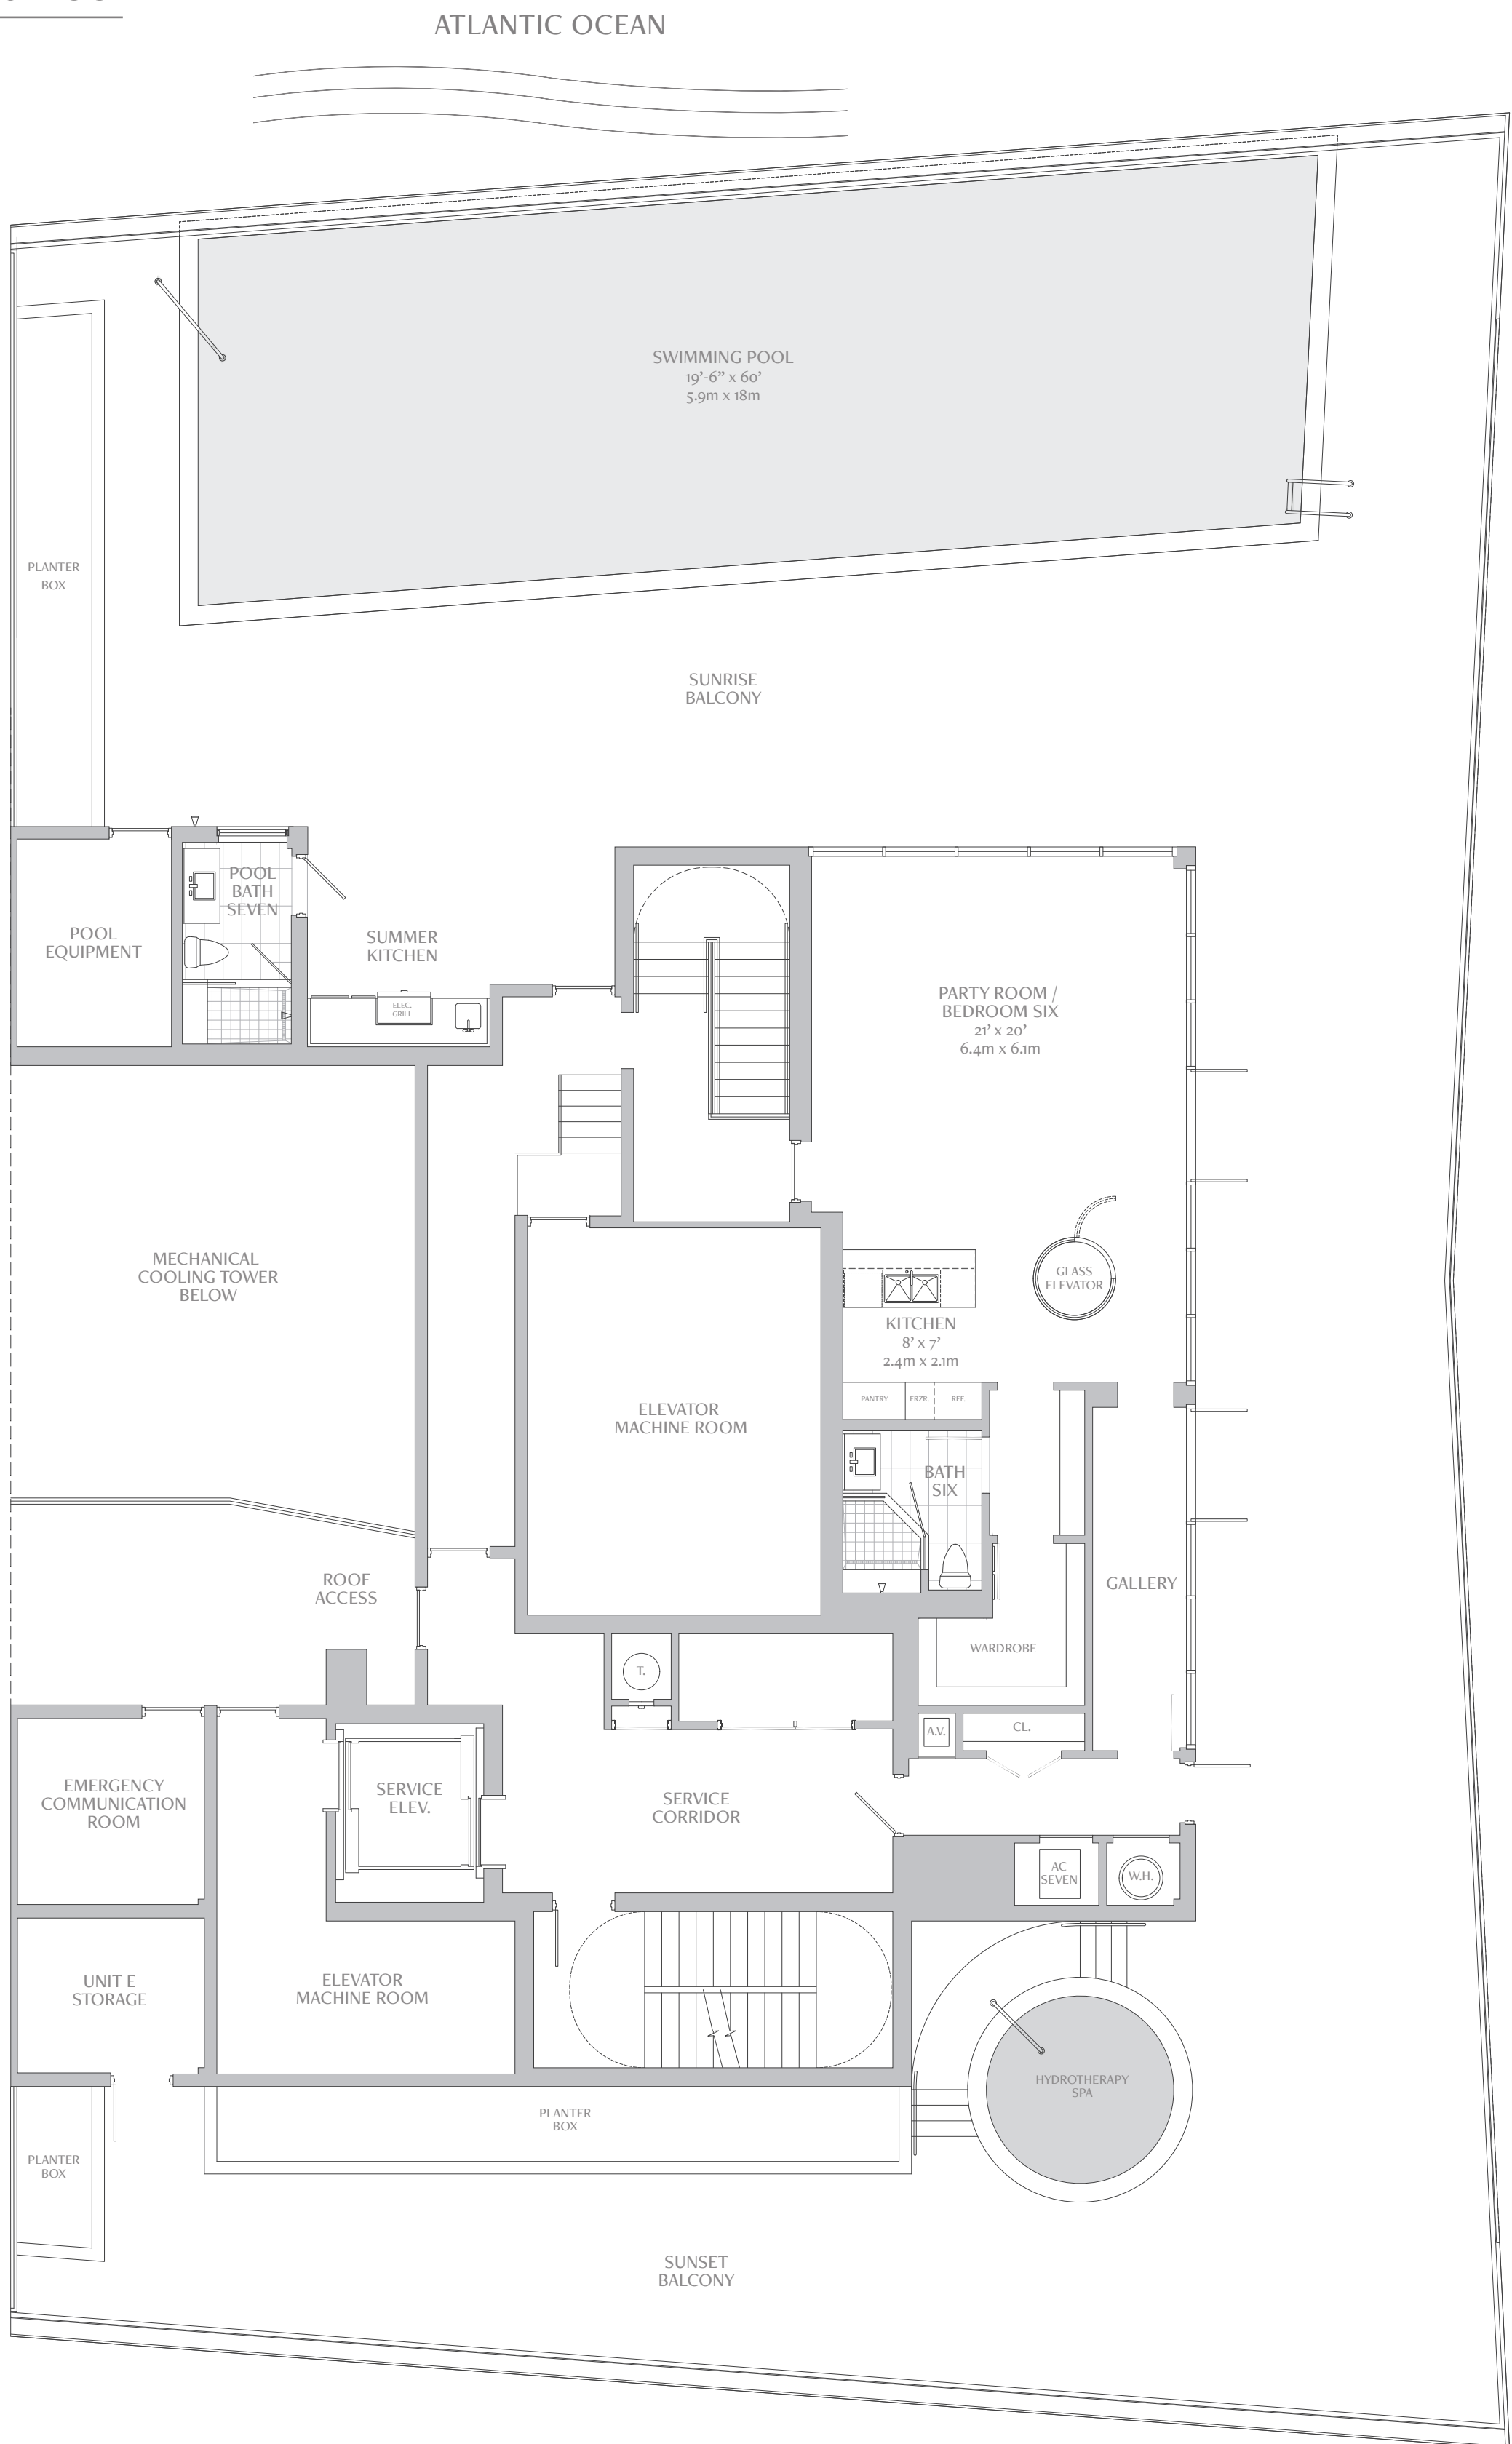 ATLANTIC OCEAN
SWIMMING POOL
19'-6" x 60'
5.9m x 18m
PLANTER
BOX
SUNRISE
BALCONY
POOL
BATH
SEVEN
POOL
EQUIPMENT
SUMMER
KITCHEN
ELEC.
GRILL
PARTY ROOM /
BEDROOM SIX
21' x 20'
6.4m x 6.1m
MECHANICAL
COOLING TOWER
BELOW
GLASS
ELEVATOR
KITCHEN
8' x 7'
2.4m x 2.1m
PANTRY
FRZR.
REF.
ELEVATOR
MACHINE ROOM
BATH
SIX
ROOF
ACCESS
GALLERY
WARDROBE
T.
A.V.
CL.
EMERGENCY
COMMUNICATION
ROOM
SERVICE
ELEV.
SERVICE
CORRIDOR
AC
SEVEN
W.H.
UNIT E
STORAGE
ELEVATOR
MACHINE ROOM
HYDROTHERAPY
SPA
PLANTER
BOX
PLANTER
BOX
SUNSET
BALCONY